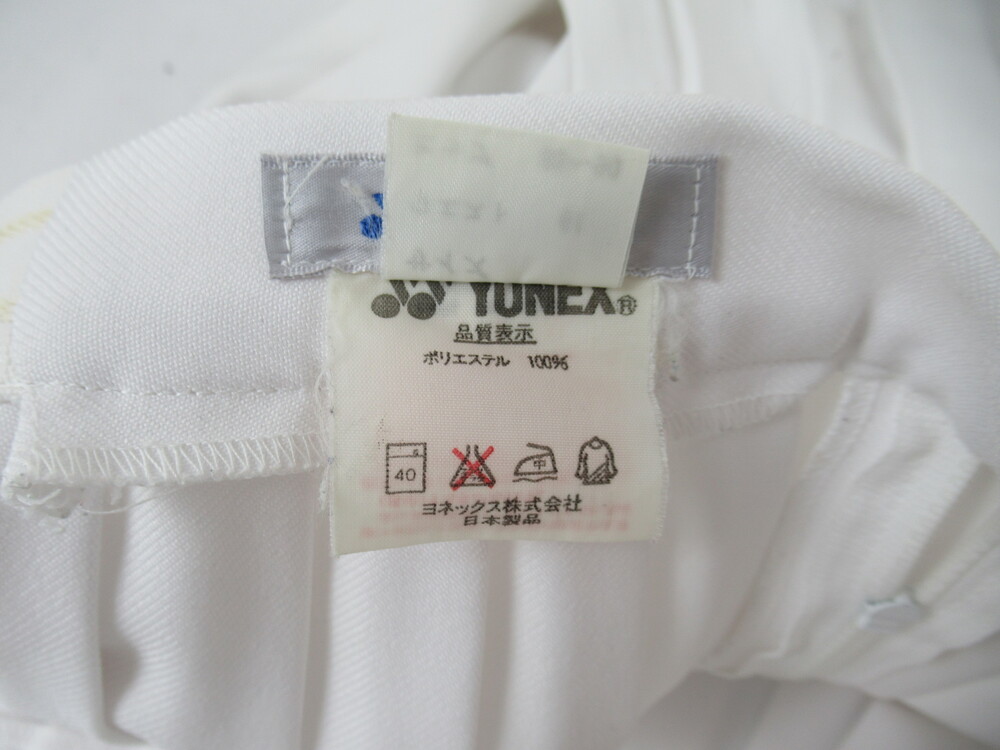 YONEX®
品質表示
ポリエステル 100%
40
中
ヨネックス株式会社
日本製品